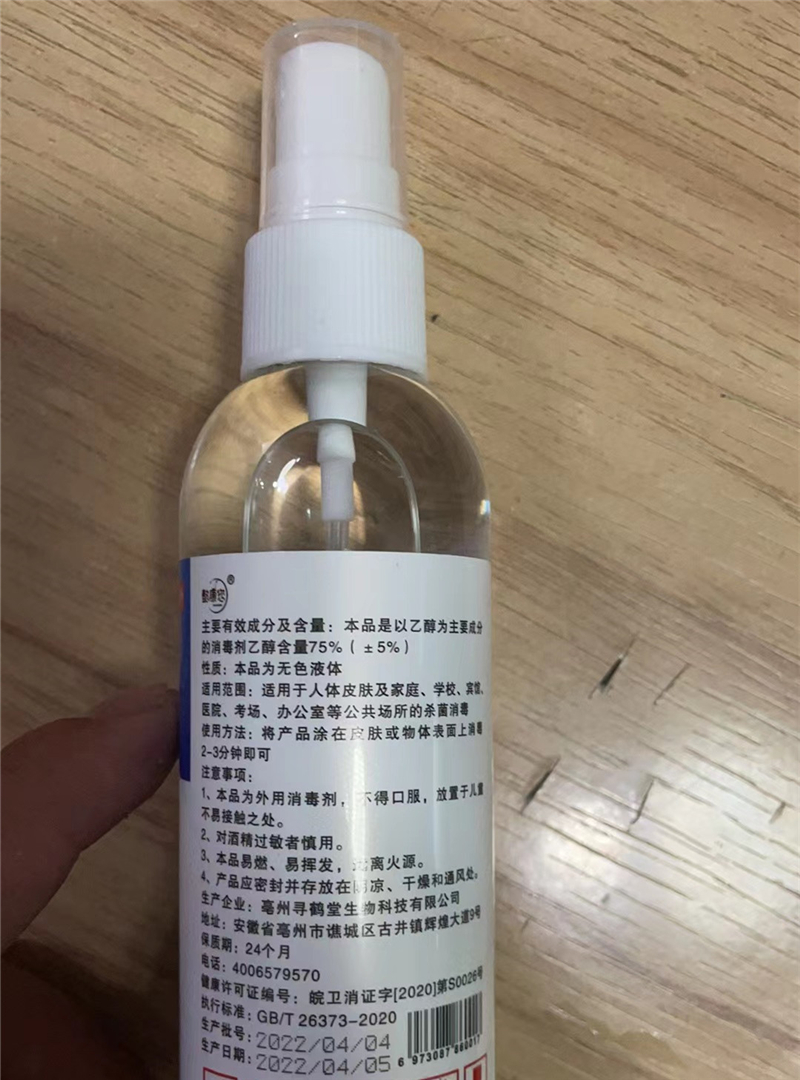 主要有效成分及含量：本品是以乙醇为主要成分
的消毒剂乙醇含量75%（±5%）
性质：本品为无色液体
适用范围：适用于人体皮肤及家庭、学校、宾馆、
医院、考场、办公室等公共场所的杀菌消毒
使用方法：将产品涂在皮肤或物体表面上消毒
2-3分钟即可
注意事项：
1、本品为外用消毒剂，不得口服，放置于儿童
不易接触之处。
2、对酒精过敏者慎用。
3、本品易燃、易挥发，远离火源。
4、产品应密封并存放在阴凉、干燥和通风处。
生产企业：亳州寻鹤堂生物科技有限公司
地址：安徽省亳州市谯城区古井镇辉煌大道9号
保质期：24个月
电话：4006579570
健康许可证编号：皖卫消证字[2020]第S0026号
执行标准：GB/T 26373-2020
生产批号：2022/04/04
生产日期：2022/04/05
6 973087 880017